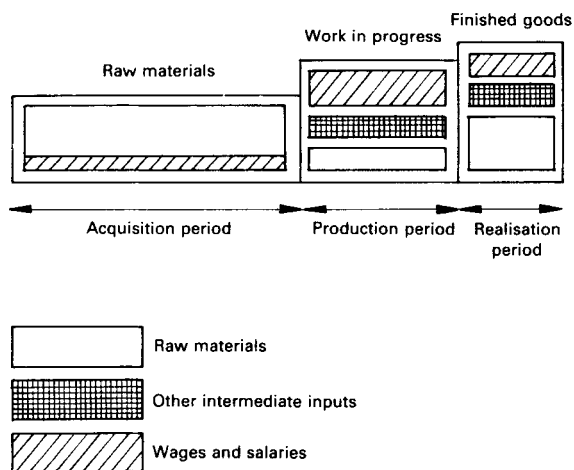 Finished goods
Work in progress
Raw materials
Acquisition period
Production period
Realisation
period
Raw materials
Other intermediate inputs
Wages and salaries